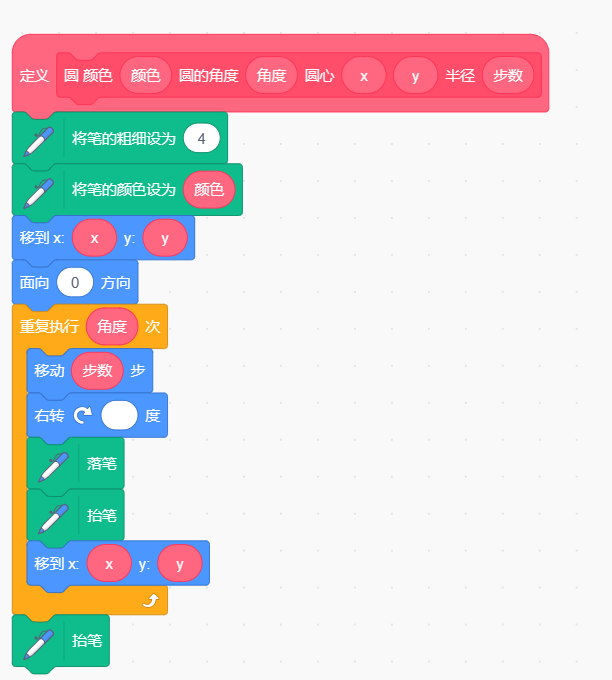 定义 圆 颜色 颜色 圆的角度 角度 圆心 x y 半径 步数
将笔的粗细设为 4
将笔的颜色设为 颜色
移到 x: x y: y
面向 0 方向
重复执行 角度 次
移动 步数 步
右转 度
落笔
抬笔
移到 x: x y: y
抬笔